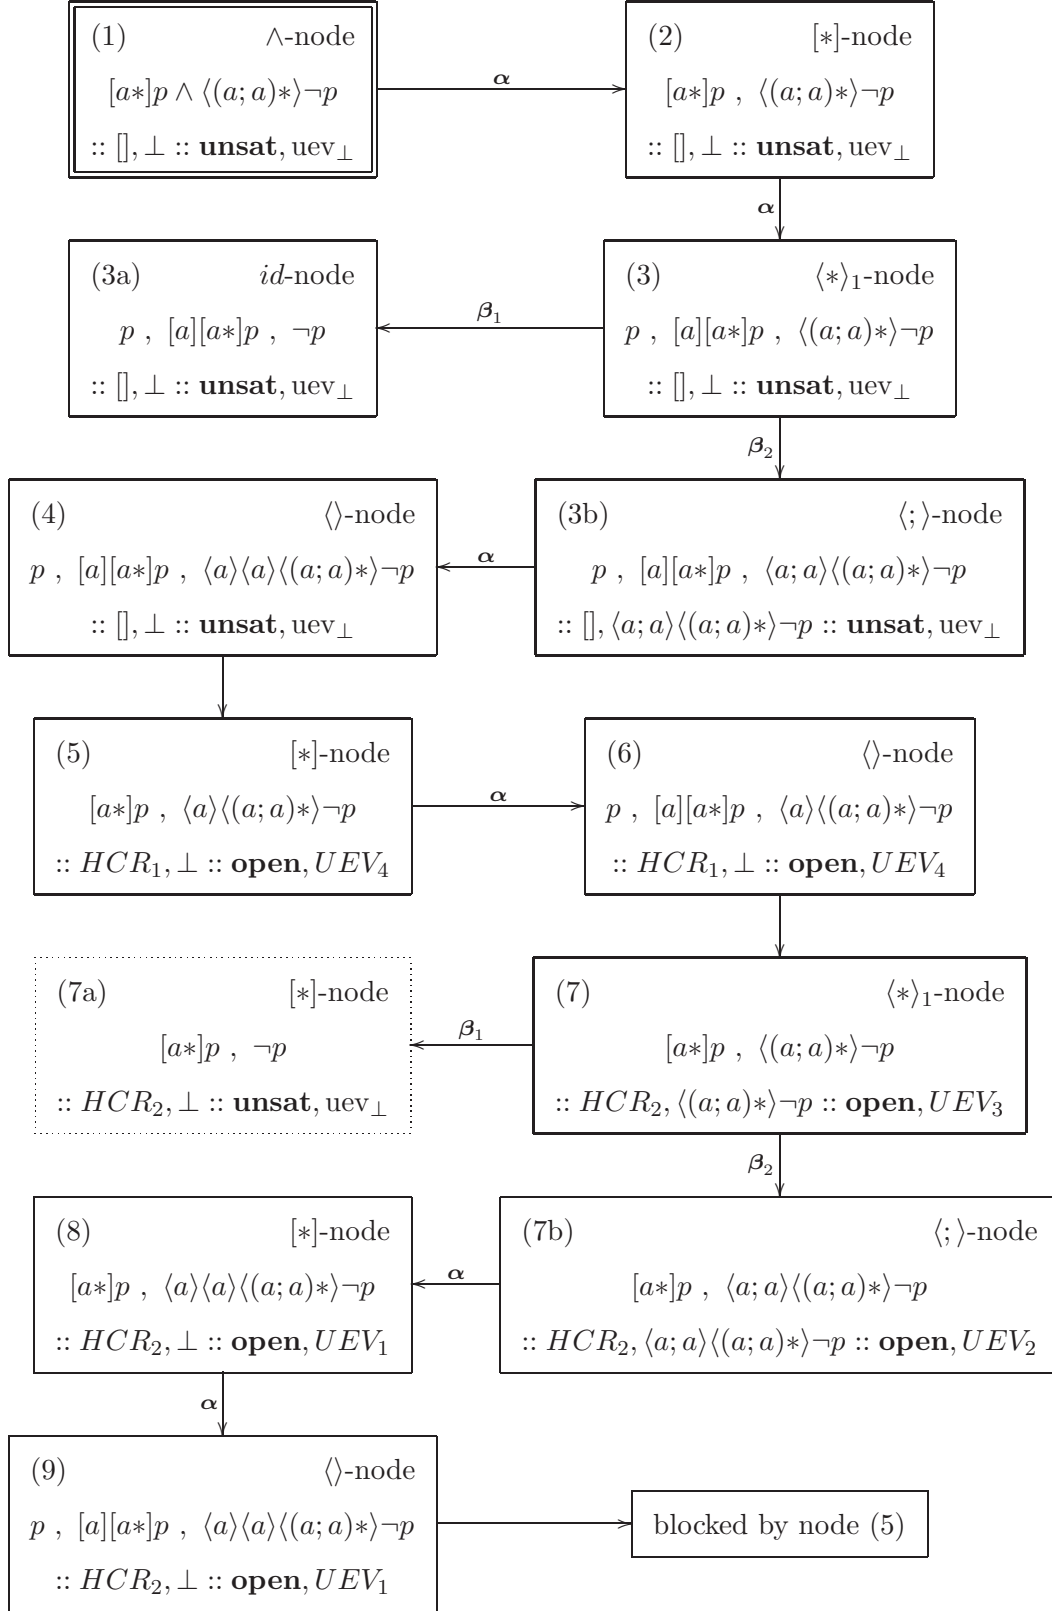 (1) ∧-node (2) [∗]-node
[a∗]p ∧ ⟨(a; a)∗⟩¬p α [a∗]p , ⟨(a; a)∗⟩¬p
:: [], ⊥ :: unsat, uev⊥ :: [], ⊥ :: unsat, uev⊥
α
(3a) id-node (3) ⟨∗⟩₁-node
p , [a][a∗]p , ¬p β₁ p , [a][a∗]p , ⟨(a; a)∗⟩¬p
:: [], ⊥ :: unsat, uev⊥ :: [], ⊥ :: unsat, uev⊥
β₂
(4) ⟨⟩-node (3b) ⟨; ⟩-node
p , [a][a∗]p , ⟨a⟩⟨a⟩⟨(a; a)∗⟩¬p α p , [a][a∗]p , ⟨a; a⟩⟨(a; a)∗⟩¬p
:: [], ⊥ :: unsat, uev⊥ :: [], ⟨a; a⟩⟨(a; a)∗⟩¬p :: unsat, uev⊥
(5) [∗]-node (6) ⟨⟩-node
[a∗]p , ⟨a⟩⟨(a; a)∗⟩¬p α p , [a][a∗]p , ⟨a⟩⟨(a; a)∗⟩¬p
:: HCR₁, ⊥ :: open, UEV₄ :: HCR₁, ⊥ :: open, UEV₄
(7a) [∗]-node (7) ⟨∗⟩₁-node
[a∗]p , ¬p β₁ [a∗]p , ⟨(a; a)∗⟩¬p
:: HCR₂, ⊥ :: unsat, uev⊥ :: HCR₂, ⟨(a; a)∗⟩¬p :: open, UEV₃
β₂
(8) [∗]-node (7b) ⟨; ⟩-node
[a∗]p , ⟨a⟩⟨a⟩⟨(a; a)∗⟩¬p α [a∗]p , ⟨a; a⟩⟨(a; a)∗⟩¬p
:: HCR₂, ⊥ :: open, UEV₁ :: HCR₂, ⟨a; a⟩⟨(a; a)∗⟩¬p :: open, UEV₂
α
(9) ⟨⟩-node
p , [a][a∗]p , ⟨a⟩⟨a⟩⟨(a; a)∗⟩¬p blocked by node (5)
:: HCR₂, ⊥ :: open, UEV₁